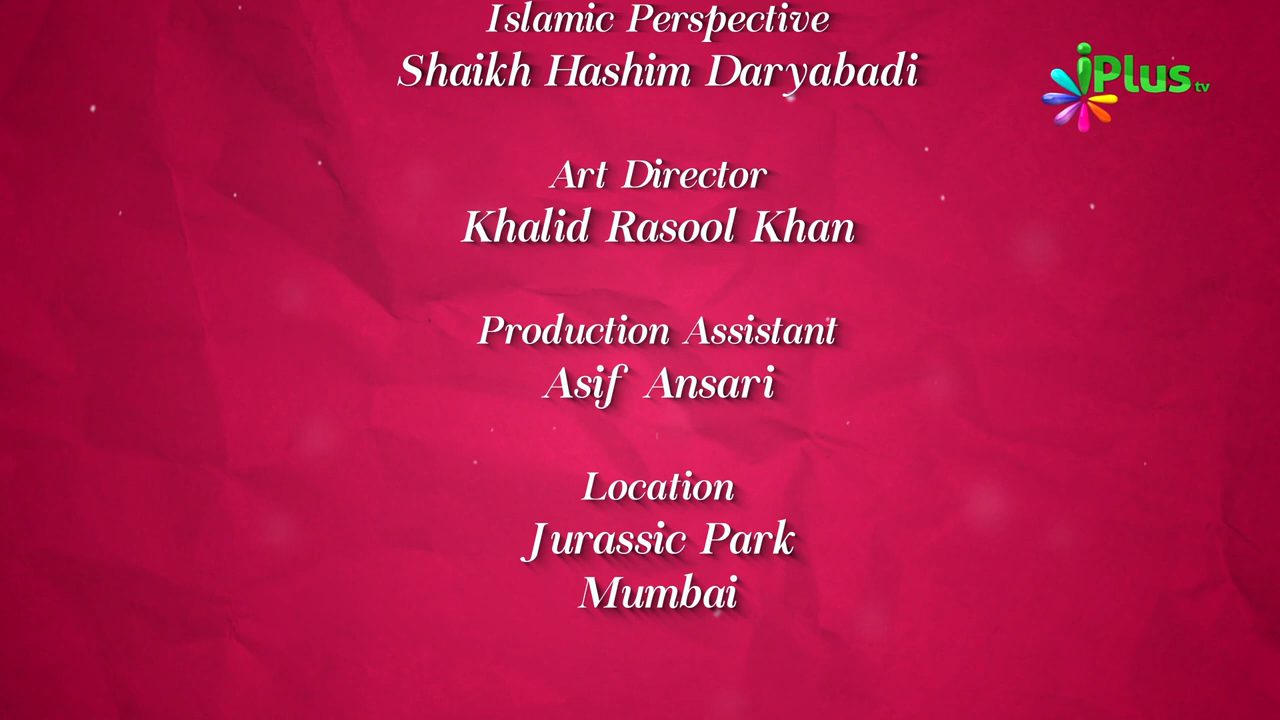 Islamic Perspective
Shaikh Hashim Daryabadi
iPlus tv
Art Director
Khalid Rasool Khan
Production Assistant
Asif Ansari
Location
Jurassic Park
Mumbai